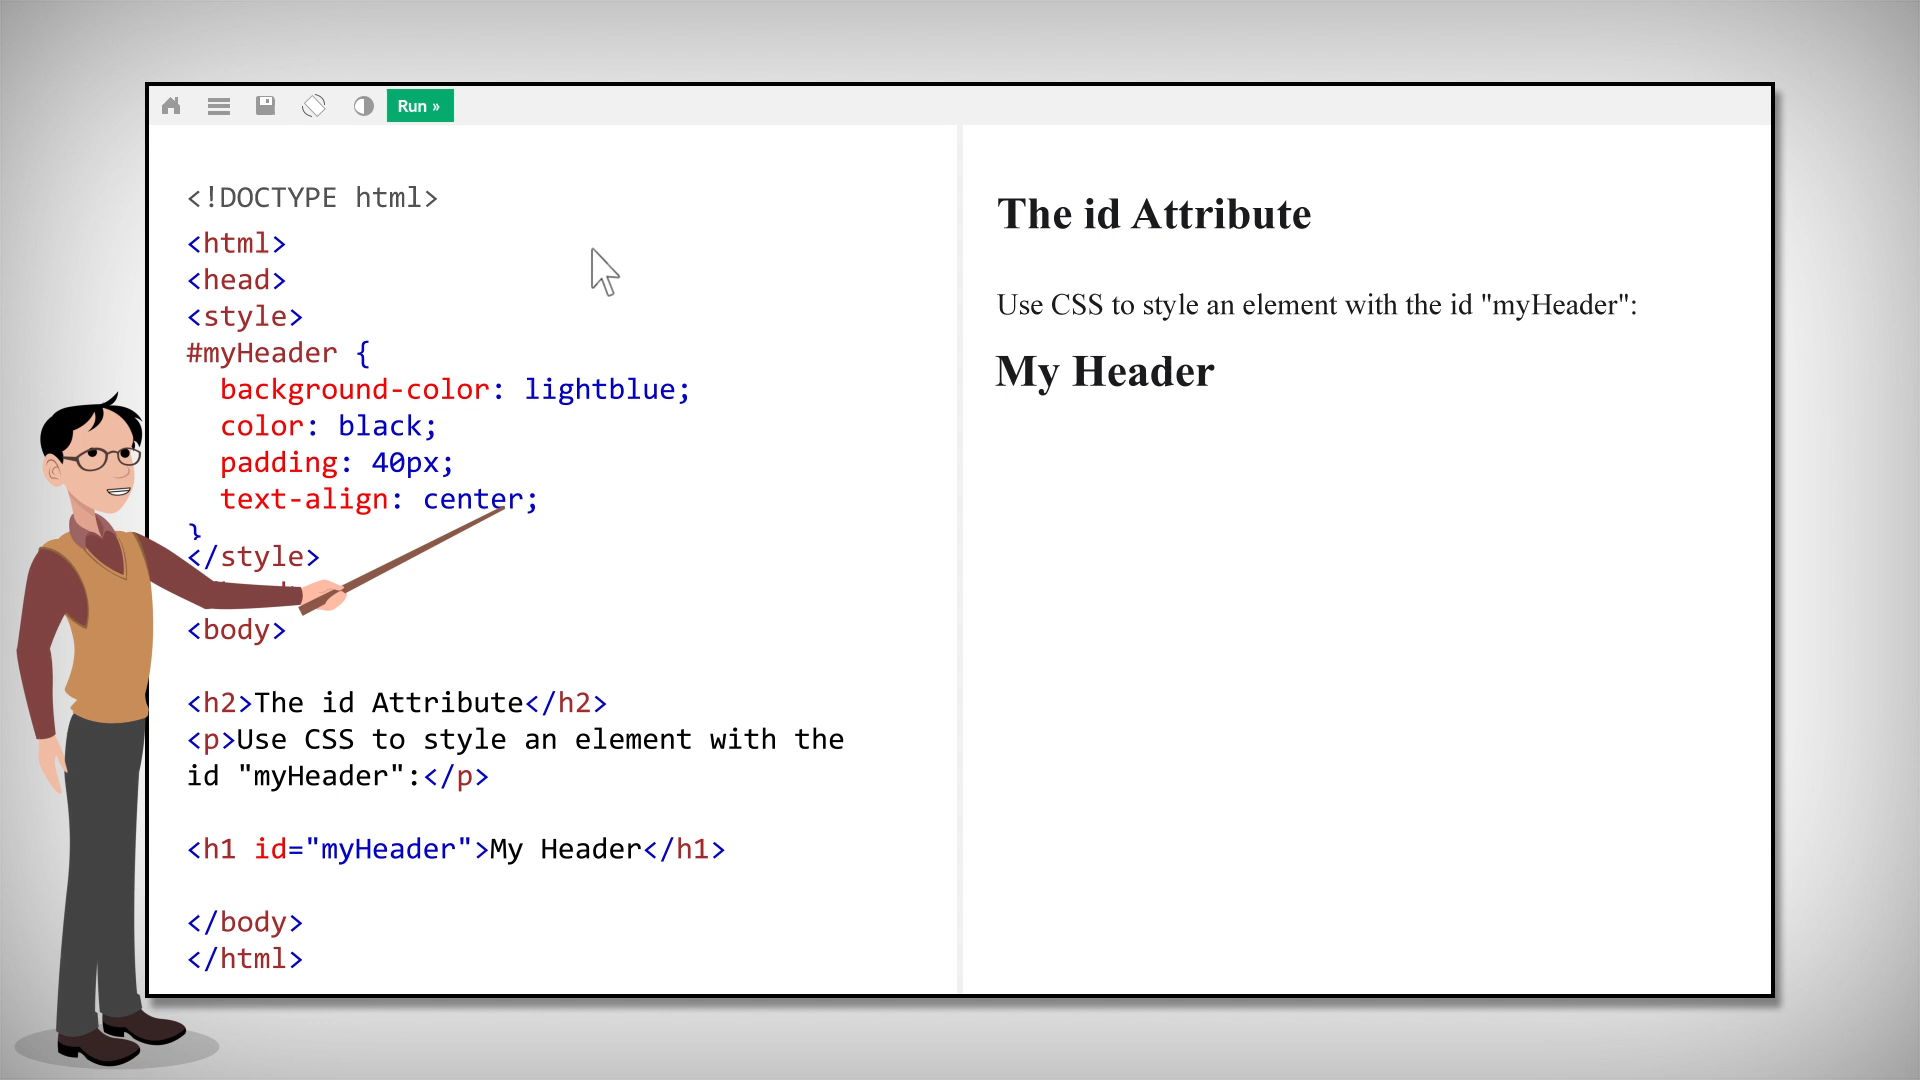 Run »
<!DOCTYPE html>
<html>
<head>
<style>
#myHeader {
background-color: lightblue;
color: black;
padding: 40px;
text-align: center;
}
</style>
<body>
<h2>The id Attribute</h2>
<p>Use CSS to style an element with the
id "myHeader":</p>
<h1 id="myHeader">My Header</h1>
</body>
</html>
The id Attribute
Use CSS to style an element with the id "myHeader":
My Header